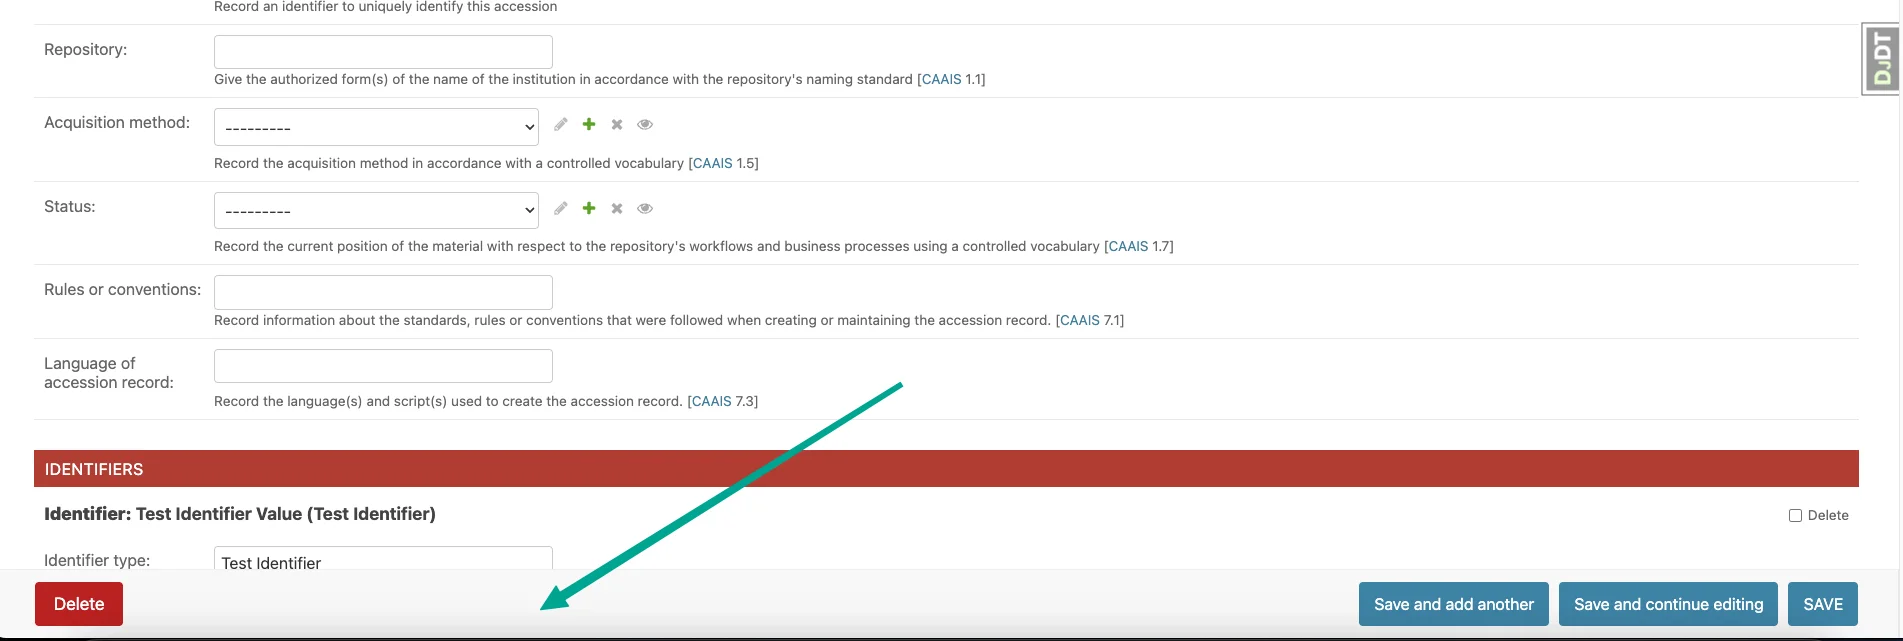 Record an identifier to uniquely identify this accession
Repository:
Give the authorized form(s) of the name of the institution in accordance with the repository's naming standard [CAAIS 1.1]
DJDT
Acquisition method:
---------
Record the acquisition method in accordance with a controlled vocabulary [CAAIS 1.5]
Status:
---------
Record the current position of the material with respect to the repository's workflows and business processes using a controlled vocabulary [CAAIS 1.7]
Rules or conventions:
Record information about the standards, rules or conventions that were followed when creating or maintaining the accession record. [CAAIS 7.1]
Language of
accession record:
Record the language(s) and script(s) used to create the accession record. [CAAIS 7.3]
IDENTIFIERS
Identifier: Test Identifier Value (Test Identifier)
Delete
Identifier type:
Test Identifier
Delete
Save and add another
Save and continue editing
SAVE